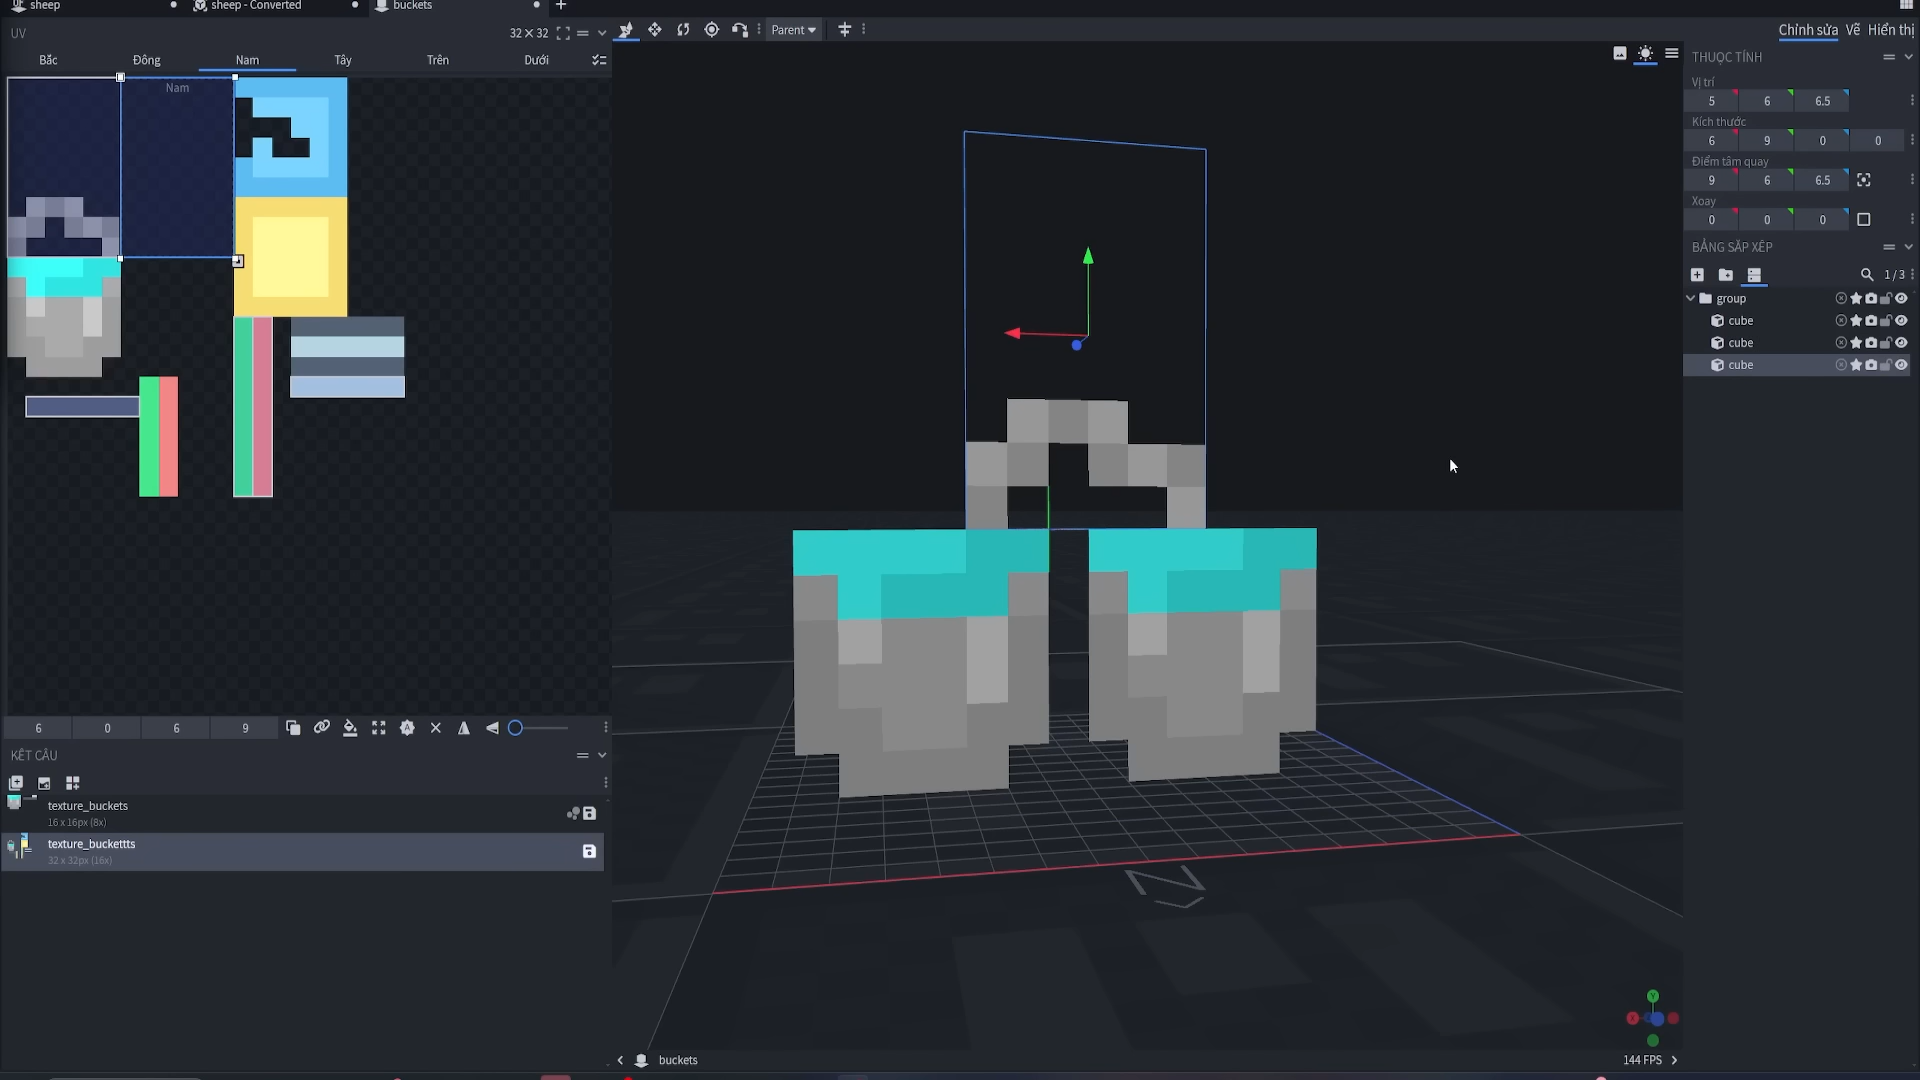 sheep
sheep - Converted
buckets
UV
32 × 32
Parent
Chỉnh sửa
Vẽ
Hiển thị
Bắc
Đông
Nam
Tây
Trên
Dưới
Nam
THUỘC TÍNH
Vị trí
5
6
6.5
Kích thước
6
9
0
0
Điểm tâm quay
9
6
6.5
Xoay
0
0
0
BẢNG SẮP XẾP
1 / 3
group
cube
cube
cube
6
0
6
9
KẾT CẤU
texture_buckets
16 x 16px (8x)
texture_buckettts
32 x 32px (16x)
N
Y
X
buckets
144 FPS